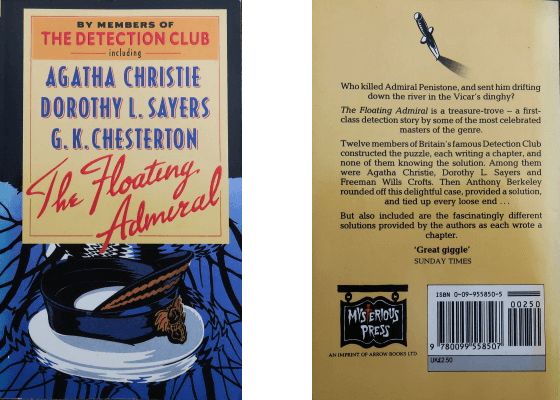 BY MEMBERS OF
THE DETECTION CLUB
including
AGATHA CHRISTIE
DOROTHY L. SAYERS
G. K. CHESTERTON
The Floating
Admiral
Who killed Admiral Penistone, and sent him drifting
down the river in the Vicar's dinghy?
The Floating Admiral is a treasure-trove – a first-
class detection story by some of the most celebrated
masters of the genre.
Twelve members of Britain's famous Detection Club
constructed the puzzle, each writing a chapter, and
none of them knowing the solution. Among them
were Agatha Christie, Dorothy L. Sayers and
Freeman Wills Crofts. Then Anthony Berkeley
rounded off this delightful case, provided a solution,
and tied up every loose end . . .
But also included are the fascinatingly different
solutions provided by the authors as each wrote a
chapter.
'Great giggle'
SUNDAY TIMES
MYSTERIOUS
PRESS
AN IMPRINT OF ARROW BOOKS LTD
ISBN 0-09-955850-5
00250
9 780099 558507
UK£2.50